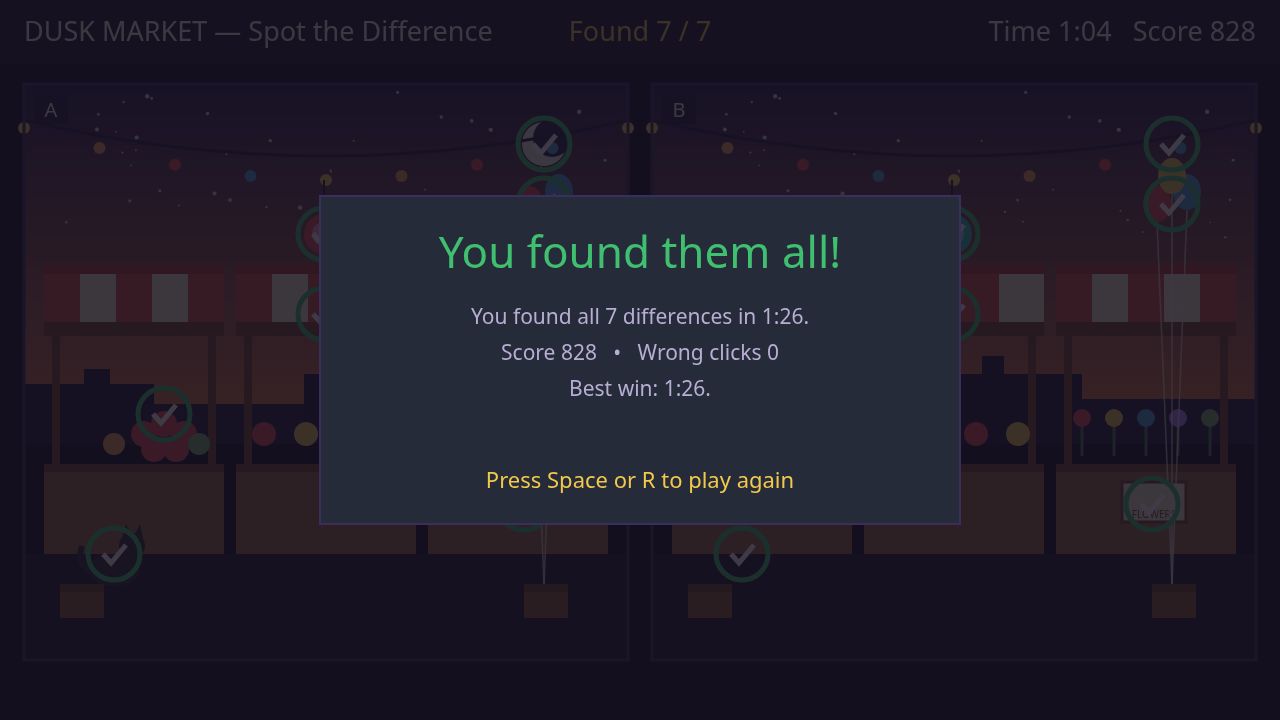 DUSK MARKET — Spot the Difference Found 7 / 7 Time 1:04 Score 828
A B
You found them all!
You found all 7 differences in 1:26.
Score 828 • Wrong clicks 0
Best win: 1:26.
Press Space or R to play again